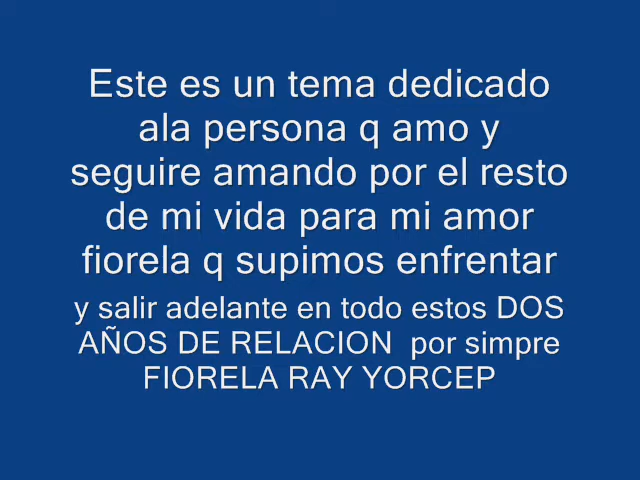 Este es un tema dedicado
ala persona q amo y
seguire amando por el resto
de mi vida para mi amor
fiorela q supimos enfrentar
y salir adelante en todo estos DOS
AÑOS DE RELACION  por simpre
FIORELA RAY YORCEP